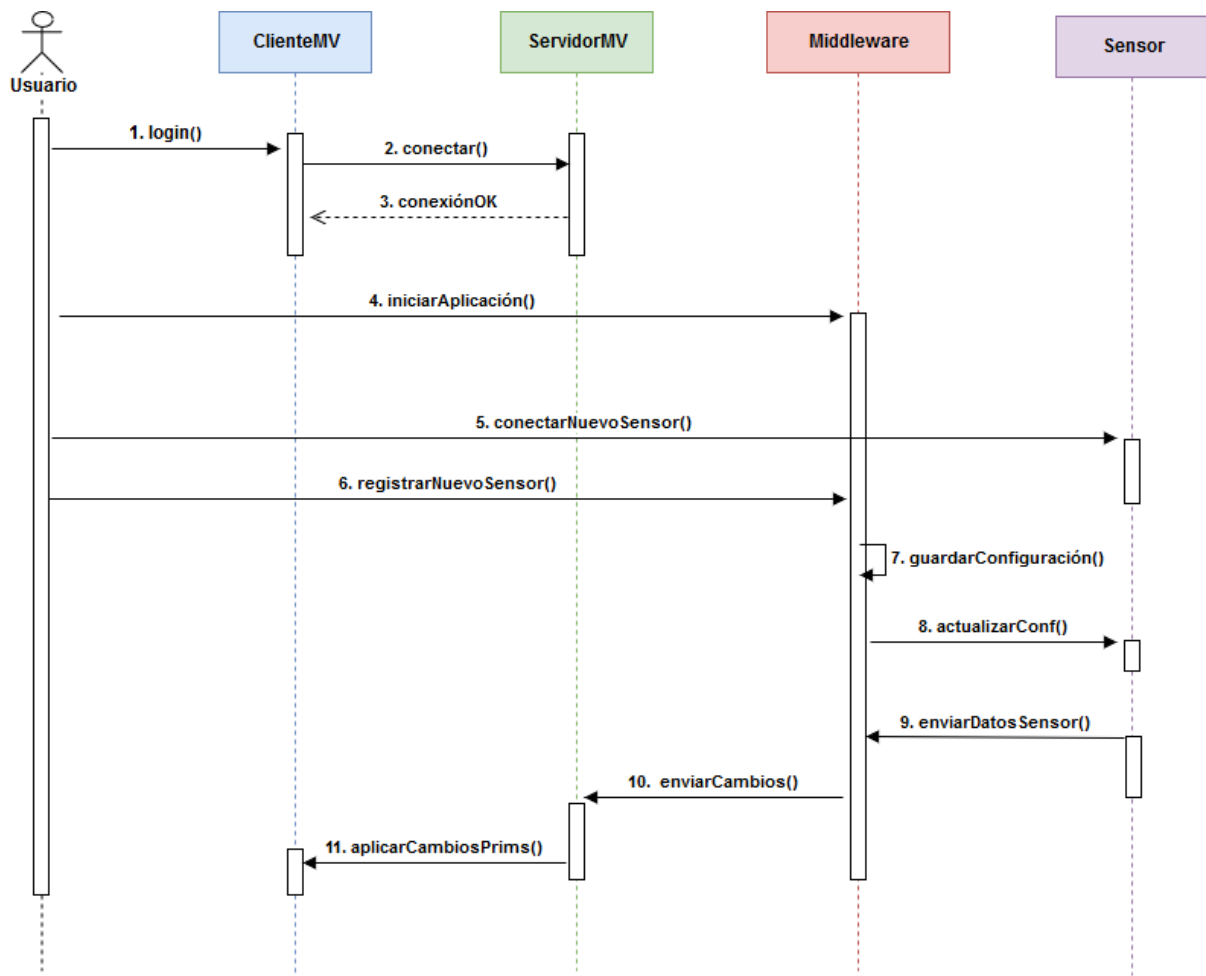 ClienteMV
ServidorMV
Middleware
Sensor
Usuario
1. login()
2. conectar()
3. conexiónOK
4. iniciarAplicación()
5. conectarNuevoSensor()
6. registrarNuevoSensor()
7. guardarConfiguración()
8. actualizarConf()
9. enviarDatosSensor()
10. enviarCambios()
11. aplicarCambiosPrims()